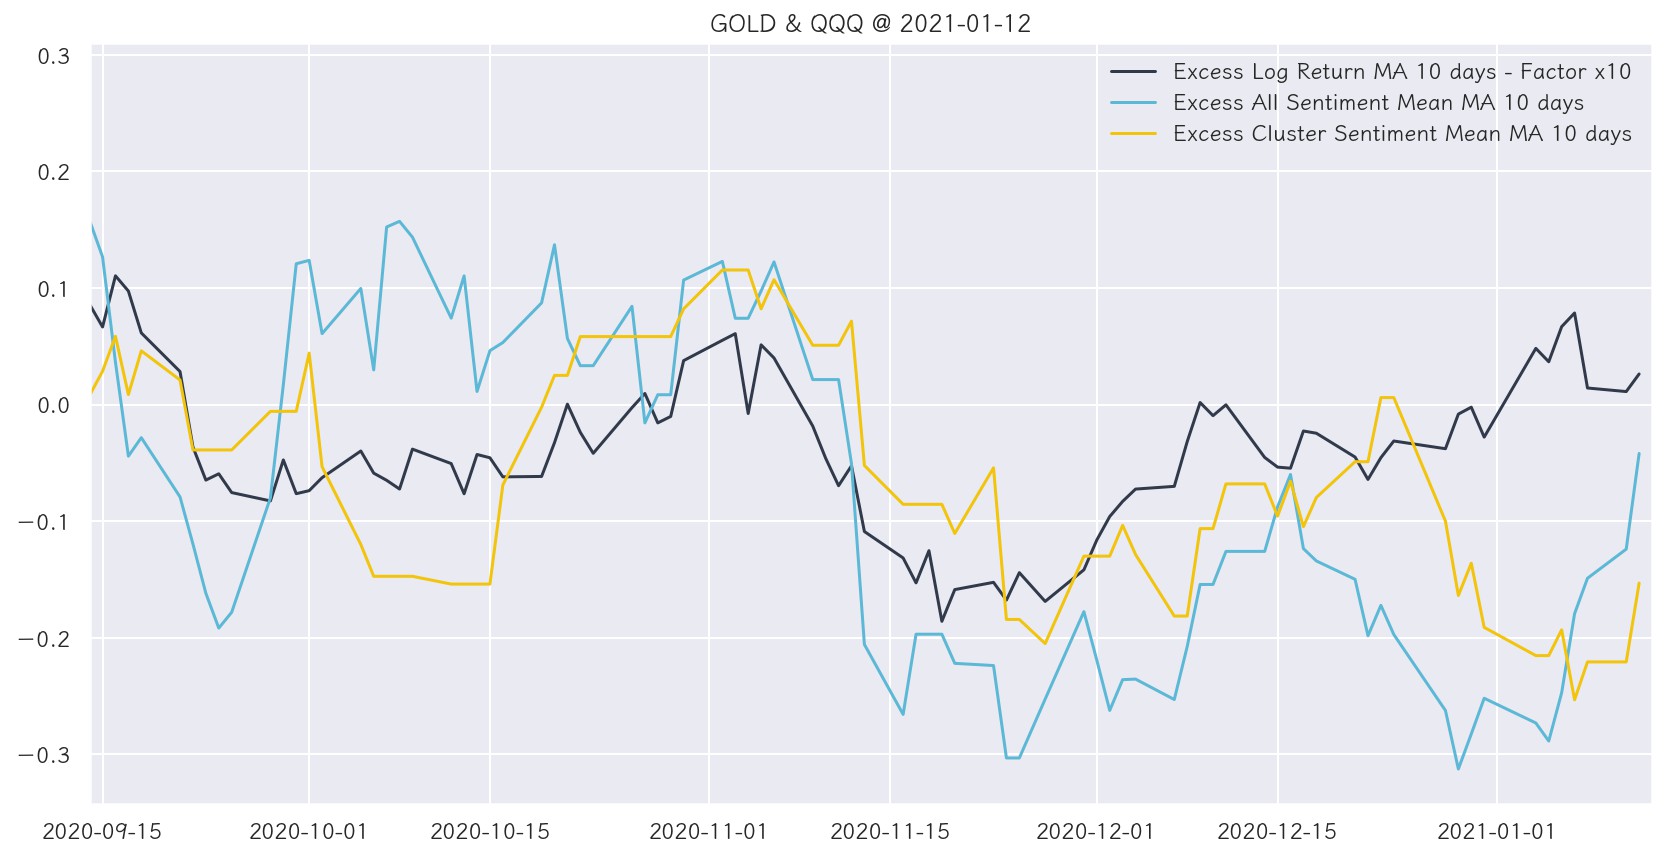 GOLD & QQQ @ 2021-01-12
Excess Log Return MA 10 days - Factor x10
Excess All Sentiment Mean MA 10 days
Excess Cluster Sentiment Mean MA 10 days
0.3
0.2
0.1
0.0
−0.1
−0.2
−0.3
2020-09-15 2020-10-01 2020-10-15 2020-11-01 2020-11-15 2020-12-01 2020-12-15 2021-01-01